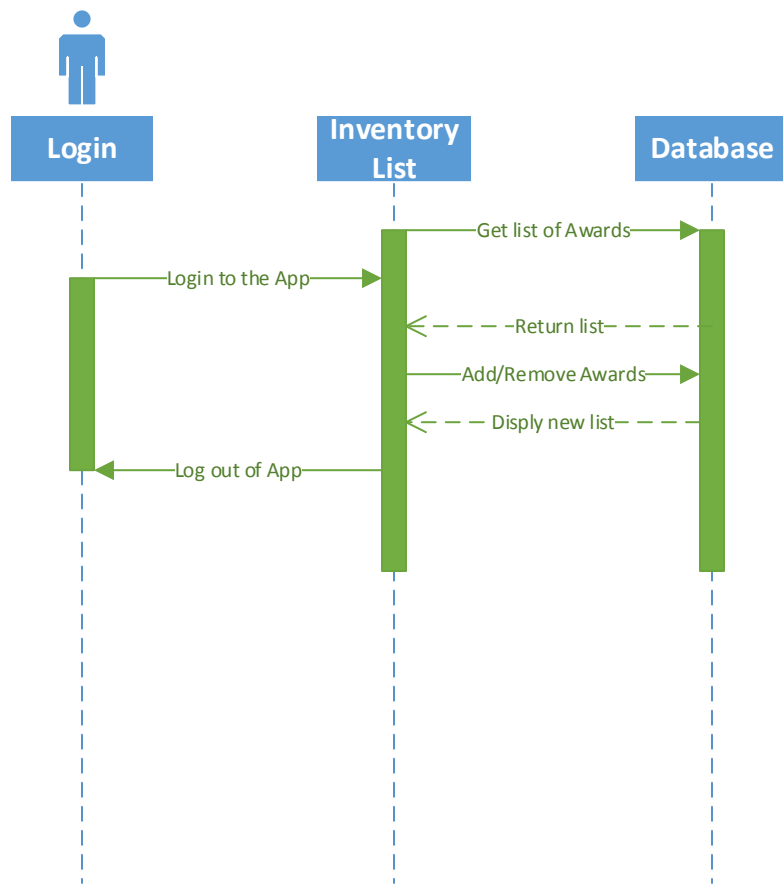 Login
Inventory
List
Database
Get list of Awards
Login to the App
Return list
Add/Remove Awards
Disply new list
Log out of App